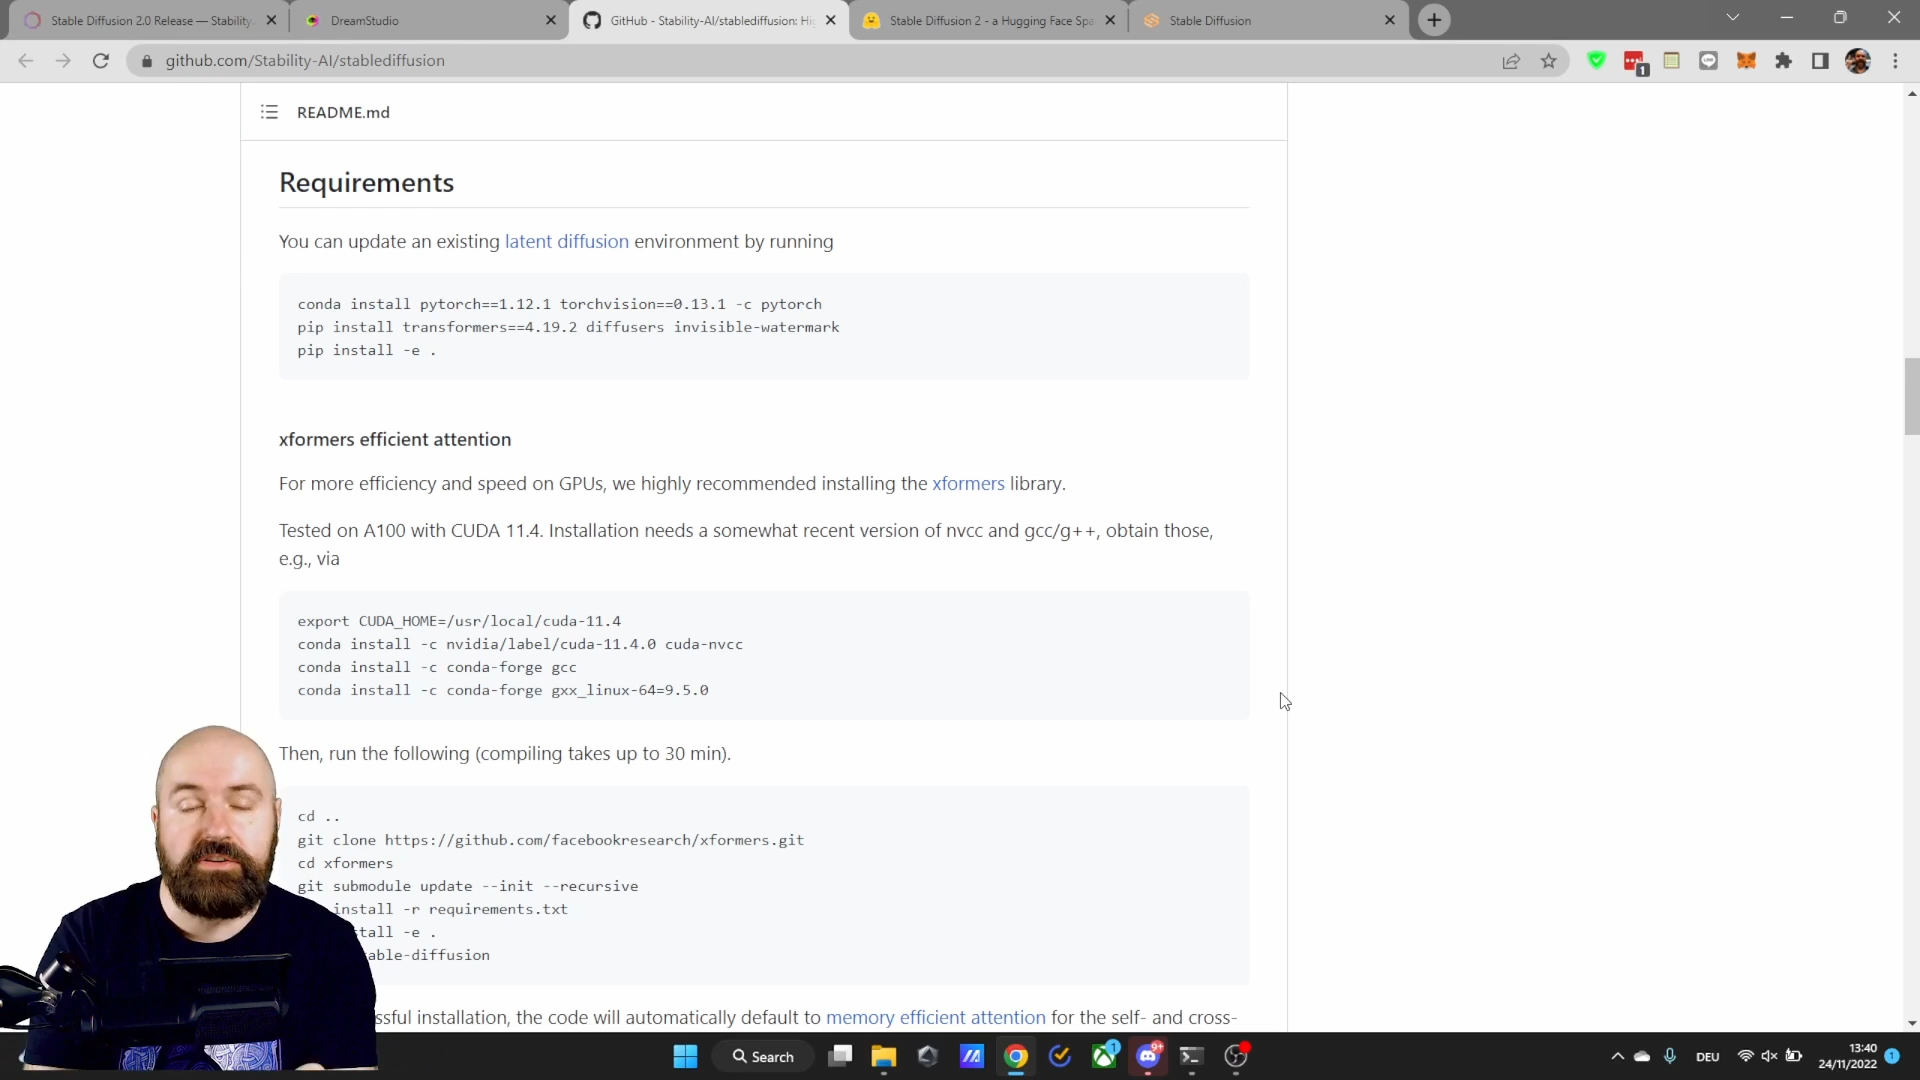 Stable Diffusion 2.0 Release — Stability
DreamStudio
GitHub - Stability-AI/stablediffusion: Hi
Stable Diffusion 2 - a Hugging Face Spa
Stable Diffusion
github.com/Stability-AI/stablediffusion
1
README.md
Requirements
You can update an existing latent diffusion environment by running
conda install pytorch==1.12.1 torchvision==0.13.1 -c pytorch
pip install transformers==4.19.2 diffusers invisible-watermark
pip install -e .
xformers efficient attention
For more efficiency and speed on GPUs, we highly recommended installing the xformers library.
Tested on A100 with CUDA 11.4. Installation needs a somewhat recent version of nvcc and gcc/g++, obtain those,
e.g., via
export CUDA_HOME=/usr/local/cuda-11.4
conda install -c nvidia/label/cuda-11.4.0 cuda-nvcc
conda install -c conda-forge gcc
conda install -c conda-forge gxx_linux-64=9.5.0
Then, run the following (compiling takes up to 30 min).
cd ..
git clone https://github.com/facebookresearch/xformers.git
cd xformers
git submodule update --init --recursive
install -r requirements.txt
tall -e .
able-diffusion
ssful installation, the code will automatically default to memory efficient attention for the self- and cross-
Search
1
9+
DEU
13:40
24/11/2022
1